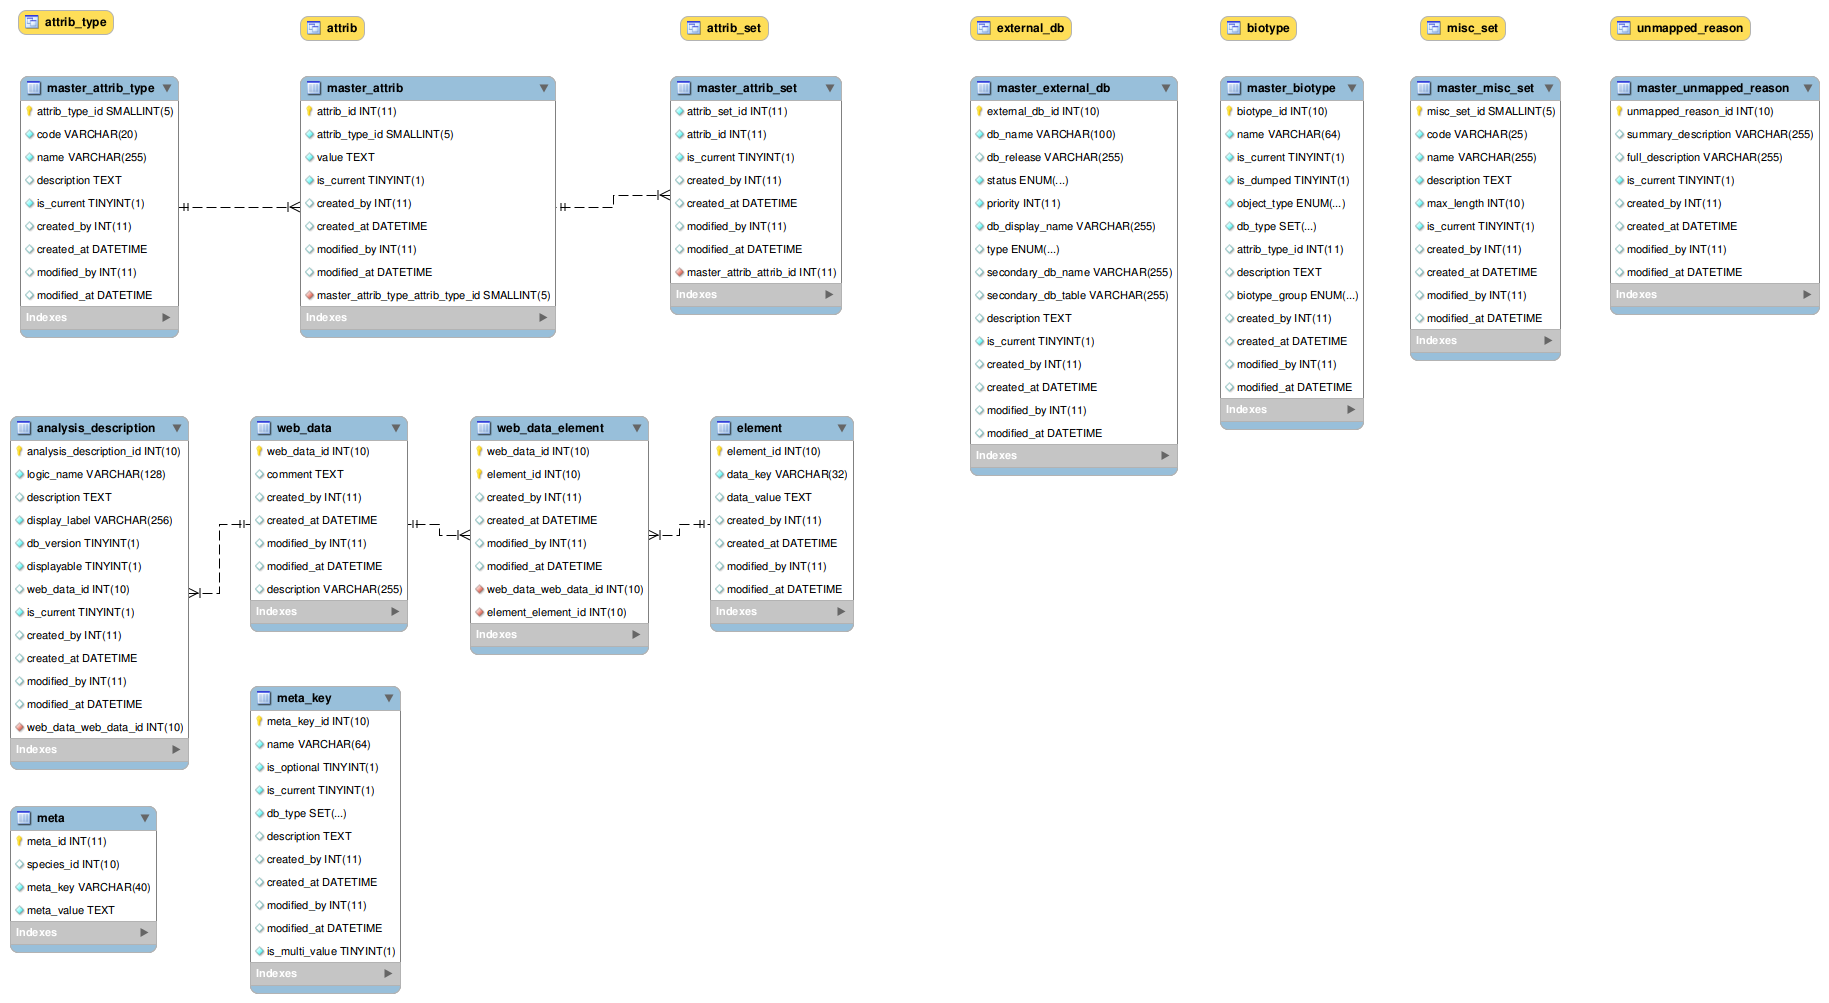 attrib_type
attrib
attrib_set
external_db
biotype
misc_set
unmapped_reason
master_attrib_type
attrib_type_id SMALLINT(5)
code VARCHAR(20)
name VARCHAR(255)
description TEXT
is_current TINYINT(1)
created_by INT(11)
created_at DATETIME
modified_by INT(11)
modified_at DATETIME
Indexes
master_attrib
attrib_id INT(11)
attrib_type_id SMALLINT(5)
value TEXT
is_current TINYINT(1)
created_by INT(11)
created_at DATETIME
modified_by INT(11)
modified_at DATETIME
master_attrib_type_attrib_type_id SMALLINT(5)
Indexes
master_attrib_set
attrib_set_id INT(11)
attrib_id INT(11)
is_current TINYINT(1)
created_by INT(11)
created_at DATETIME
modified_by INT(11)
modified_at DATETIME
master_attrib_attrib_id INT(11)
Indexes
master_external_db
external_db_id INT(10)
db_name VARCHAR(100)
db_release VARCHAR(255)
status ENUM(...)
priority INT(11)
db_display_name VARCHAR(255)
type ENUM(...)
secondary_db_name VARCHAR(255)
secondary_db_table VARCHAR(255)
description TEXT
is_current TINYINT(1)
created_by INT(11)
created_at DATETIME
modified_by INT(11)
modified_at DATETIME
Indexes
master_biotype
biotype_id INT(10)
name VARCHAR(64)
is_current TINYINT(1)
is_dumped TINYINT(1)
object_type ENUM(...)
db_type SET(...)
attrib_type_id INT(11)
description TEXT
biotype_group ENUM(...)
created_by INT(11)
created_at DATETIME
modified_by INT(11)
modified_at DATETIME
Indexes
master_misc_set
misc_set_id SMALLINT(5)
code VARCHAR(25)
name VARCHAR(255)
description TEXT
max_length INT(10)
is_current TINYINT(1)
created_by INT(11)
created_at DATETIME
modified_by INT(11)
modified_at DATETIME
Indexes
master_unmapped_reason
unmapped_reason_id INT(10)
summary_description VARCHAR(255)
full_description VARCHAR(255)
is_current TINYINT(1)
created_by INT(11)
created_at DATETIME
modified_by INT(11)
modified_at DATETIME
Indexes
analysis_description
analysis_description_id INT(10)
logic_name VARCHAR(128)
description TEXT
display_label VARCHAR(256)
db_version TINYINT(1)
displayable TINYINT(1)
web_data_id INT(10)
is_current TINYINT(1)
created_by INT(11)
created_at DATETIME
modified_by INT(11)
modified_at DATETIME
web_data_web_data_id INT(10)
Indexes
web_data
web_data_id INT(10)
comment TEXT
created_by INT(11)
created_at DATETIME
modified_by INT(11)
modified_at DATETIME
description VARCHAR(255)
Indexes
web_data_element
web_data_id INT(10)
element_id INT(10)
created_by INT(11)
created_at DATETIME
modified_by INT(11)
modified_at DATETIME
web_data_web_data_id INT(10)
element_element_id INT(10)
Indexes
element
element_id INT(10)
data_key VARCHAR(32)
data_value TEXT
created_by INT(11)
created_at DATETIME
modified_by INT(11)
modified_at DATETIME
Indexes
meta_key
meta_key_id INT(10)
name VARCHAR(64)
is_optional TINYINT(1)
is_current TINYINT(1)
db_type SET(...)
description TEXT
created_by INT(11)
created_at DATETIME
modified_by INT(11)
modified_at DATETIME
is_multi_value TINYINT(1)
Indexes
meta
meta_id INT(11)
species_id INT(10)
meta_key VARCHAR(40)
meta_value TEXT
Indexes